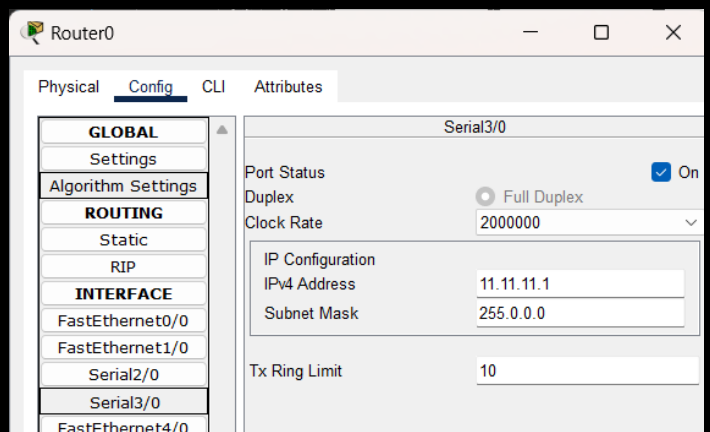 Router0
Physical Config CLI Attributes
GLOBAL
Settings
Algorithm Settings
ROUTING
Static
RIP
INTERFACE
FastEthernet0/0
FastEthernet1/0
Serial2/0
Serial3/0
FastEthernet4/0
Serial3/0
Port Status On
Duplex Full Duplex
Clock Rate 2000000
IP Configuration
IPv4 Address 11.11.11.1
Subnet Mask 255.0.0.0
Tx Ring Limit 10